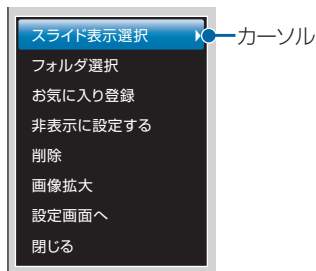 スライド表示選択
カーソル
フォルダ選択
お気に入り登録
非表示に設定する
削除
画像拡大
設定画面へ
閉じる